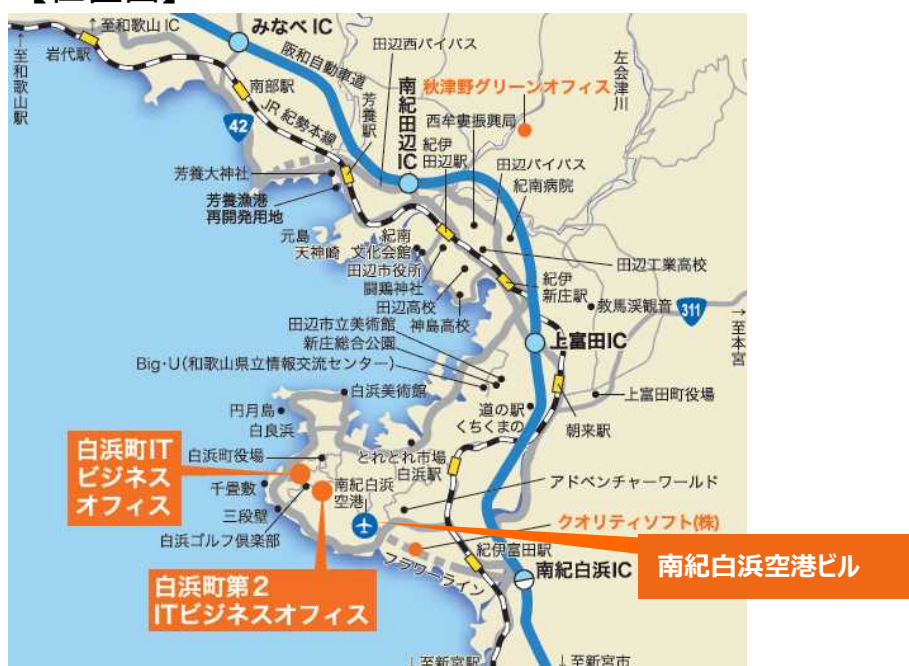 ↑至和歌山 IC
みなべ IC
阪和自動車道
田辺西バイパス
左会津川
岩代駅
↑至和歌山駅
南部駅
芳養駅
南紀田辺IC
秋津野グリーンオフィス
42
JR 紀勢本線
西牟婁振興局
紀伊
田辺駅
田辺バイパス
紀南病院
芳養大神社
芳養漁港
再開発用地
元島
天神崎
紀南
文化会館
田辺市役所
闘鶏神社
田辺高校
神島高校
田辺工業高校
紀伊
新庄駅
救馬渓観音
311
→至本宮
田辺市立美術館
新庄総合公園
Big・U(和歌山県立情報交流センター)
上富田IC
白浜美術館
円月島
白良浜
道の駅
くちくまの
上富田町役場
朝来駅
白浜町IT
ビジネス
オフィス
白浜町役場
とれとれ市場
白浜駅
千畳敷
南紀白浜
空港
アドベンチャーワールド
三段壁
白浜ゴルフ倶楽部
クオリティソフト(株)
フラワーライン
紀伊富田駅
南紀白浜IC
南紀白浜空港ビル
白浜町第2
ITビジネスオフィス
↓至新宮駅
↓至新宮市